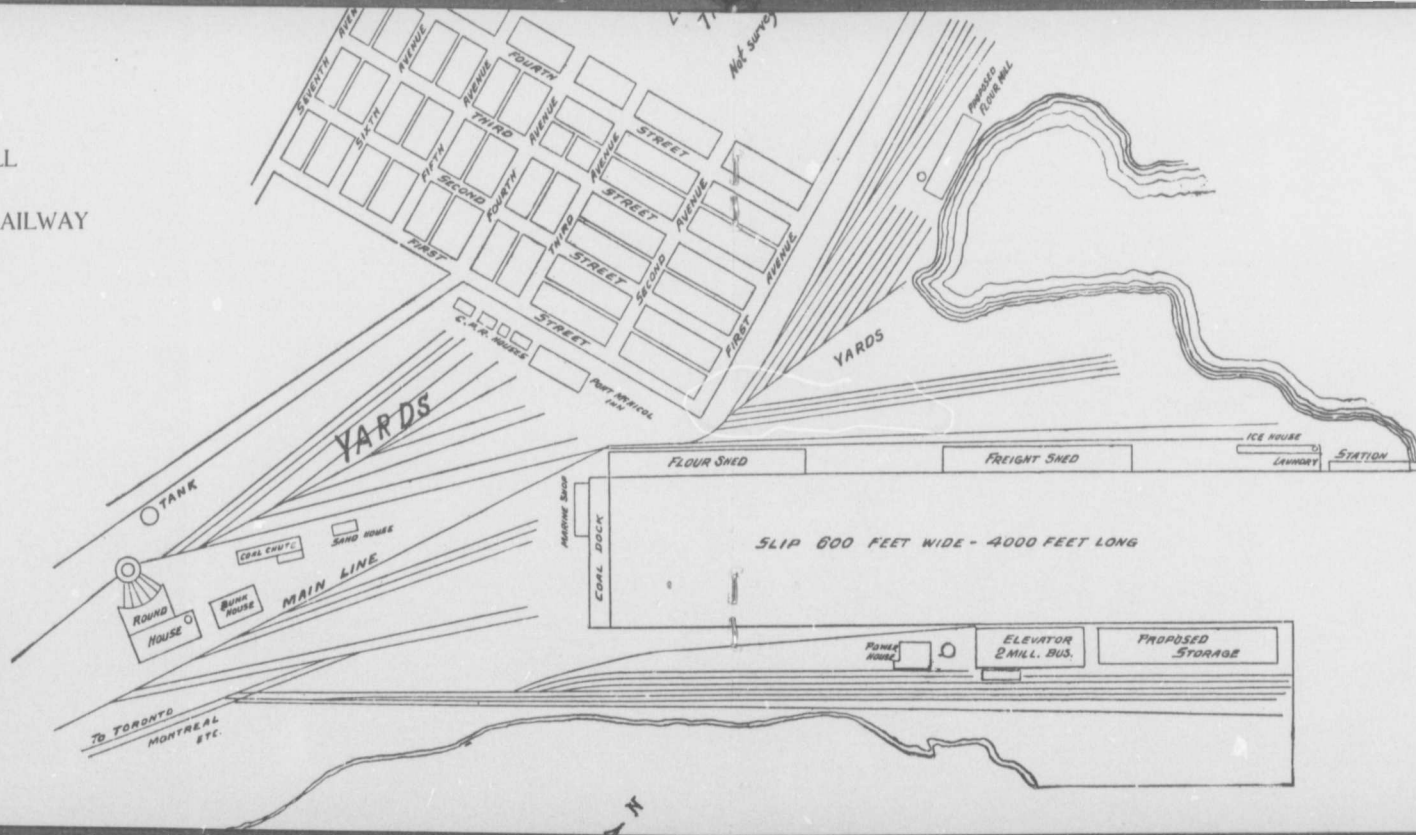 Not survey
PROPOSED
FLOUR MILL
LL
AILWAY
SEVENTH
AVENUE
SIXTH
AVENUE
FIFTH
AVENUE
FOURTH
AVENUE
THIRD
AVENUE
SECOND
AVENUE
FIRST
AVENUE
FOURTH
STREET
THIRD
STREET
SECOND
STREET
FIRST
STREET
C.P.R. HOUSES
PORT MCNICOL
INN
YARDS
YARDS
TANK
COAL CHUTE
SAND HOUSE
ROUND
HOUSE
BUNK
HOUSE
MAIN LINE
TO TORONTO
MONTREAL
ETC.
FLOUR SHED
FREIGHT SHED
ICE HOUSE
LAUNDRY
STATION
MARINE SHOP
COAL DOCK
SLIP 600 FEET WIDE - 4000 FEET LONG
POWER
HOUSE
ELEVATOR
2 MILL. BUS.
PROPOSED
STORAGE
N